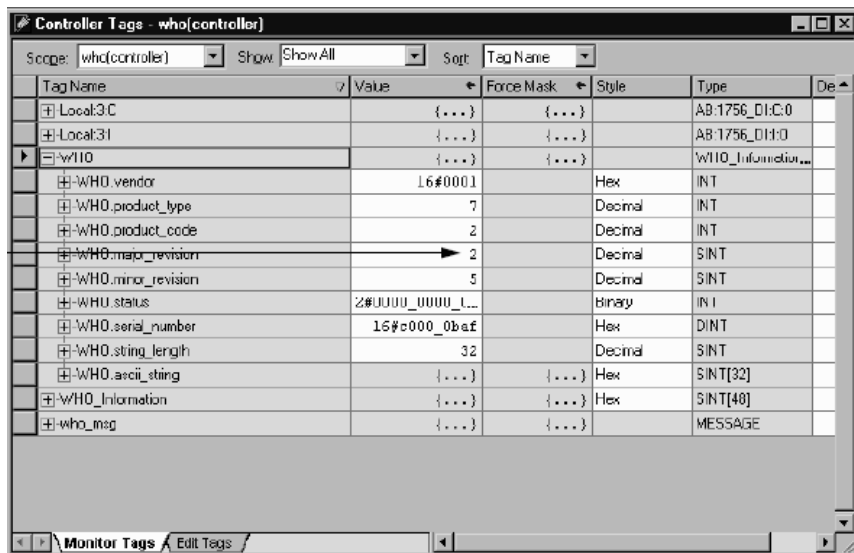 Controller Tags - who(controller)
Scope: who(controller) Show: Show All Sort: Tag Name
Tag Name Value Force Mask Style Type De
Local:3:C {...} {...} AB:1756_DI:C:0
Local:3:I {...} {...} AB:1756_DI:I:0
WHO {...} {...} WHO_Information...
WHO.vendor 16#0001 Hex INT
WHO.product_type 7 Decimal INT
WHO.product_code 2 Decimal INT
WHO.major_revision 2 Decimal SINT
WHO.minor_revision 5 Decimal SINT
WHO.status 2#0000_0000_0... Binary INT
WHO.serial_number 16#c000_0baf Hex DINT
WHO.string_length 32 Decimal SINT
WHO.ascii_string {...} {...} Hex SINT[32]
WHO_Information {...} {...} Hex SINT[48]
who_msg {...} {...} MESSAGE
Monitor Tags Edit Tags